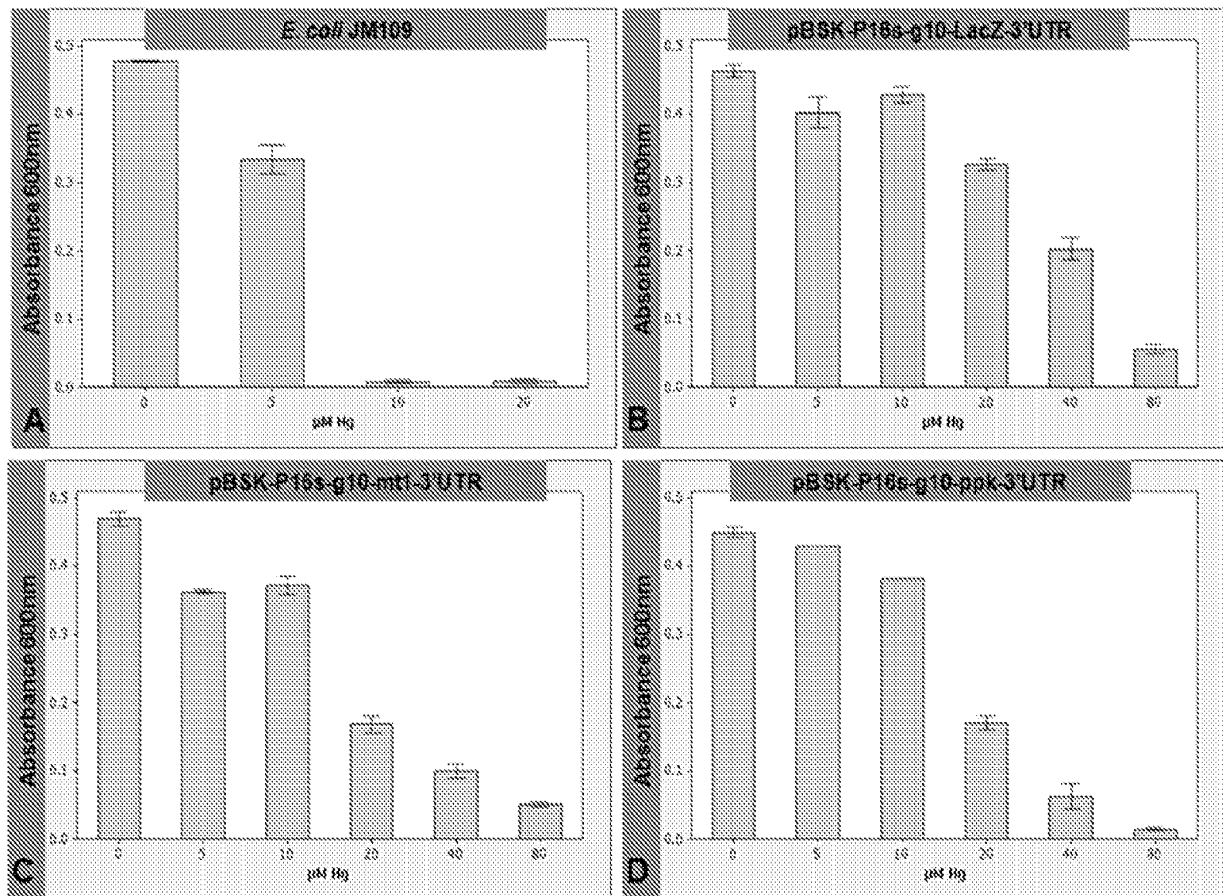 E. coli JM109
0.5
0.4
0.3
0.2
0.1
0.0
Absorbance 600nm
0 5 10 20
µM Hg
A
pBSK-P16s-g10-LacZ-3'UTR
0.5
0.4
0.3
0.2
0.1
0.0
Absorbance 600nm
0 5 10 20 40 80
µM Hg
B
pBSK-P16s-g10-mt1-3'UTR
0.5
0.4
0.3
0.2
0.1
0.0
Absorbance 600nm
0 5 10 20 40 80
µM Hg
C
pBSK-P16s-g10-ppk-3'UTR
0.5
0.4
0.3
0.2
0.1
0.0
Absorbance 600nm
0 5 10 20 40 80
µM Hg
D